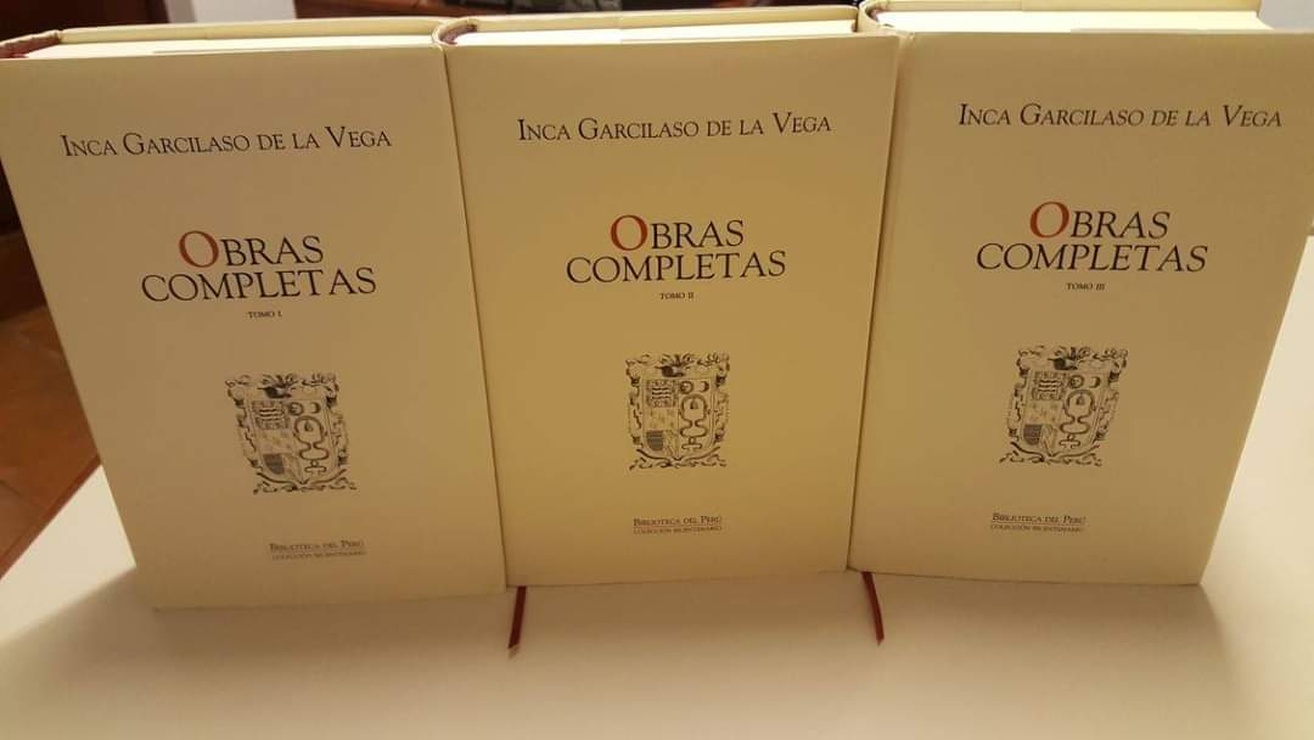 INCA GARCILASO DE LA VEGA
OBRAS
COMPLETAS
TOMO I
BIBLIOTECA DEL PERÚ
COLECCIÓN BICENTENARIO
INCA GARCILASO DE LA VEGA
OBRAS
COMPLETAS
TOMO II
BIBLIOTECA DEL PERÚ
COLECCIÓN BICENTENARIO
INCA GARCILASO DE LA VEGA
OBRAS
COMPLETAS
TOMO III
BIBLIOTECA DEL PERÚ
COLECCIÓN BICENTENARIO